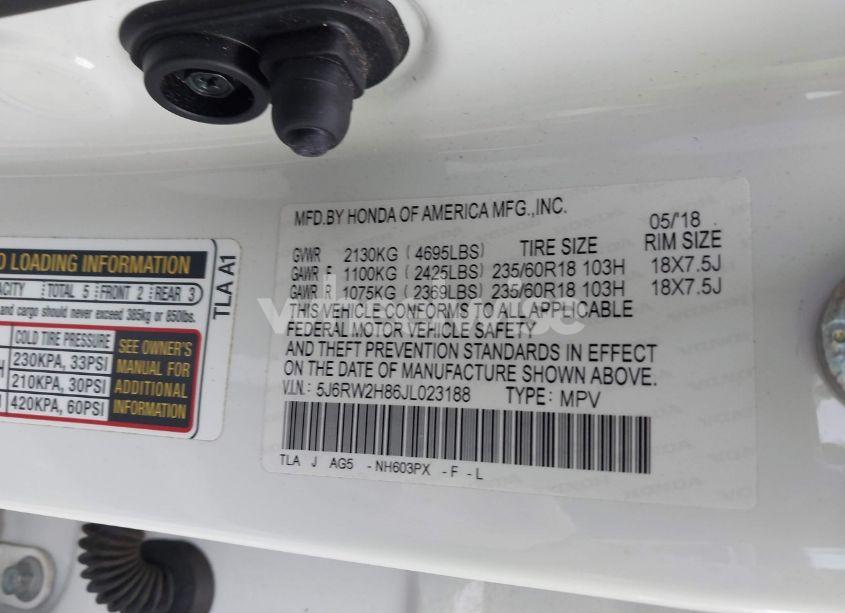 MFD.BY HONDA OF AMERICA MFG.,INC.
05/'18
GVWR 2130KG (4695LBS) TIRE SIZE RIM SIZE
GAWR F 1100KG (2425LBS) 235/60R18 103H 18X7.5J
GAWR R 1075KG (2369LBS) 235/60R18 103H 18X7.5J
THIS VEHICLE CONFORMS TO ALL APPLICABLE
FEDERAL MOTOR VEHICLE SAFETY
AND THEFT PREVENTION STANDARDS IN EFFECT
ON THE DATE OF MANUFACTURE SHOWN ABOVE.
V.I.N.: 5J6RW2H86JL023188 TYPE: MPV
TLA J AG5 -NH603PX -F -L
LOADING INFORMATION
TOTAL 5 FRONT 2 REAR 3
and cargo should never exceed 385kg or 850lbs.
COLD TIRE PRESSURE
230KPA, 33PSI
210KPA, 30PSI
420KPA, 60PSI
SEE OWNER'S
MANUAL FOR
ADDITIONAL
INFORMATION
TLA A1